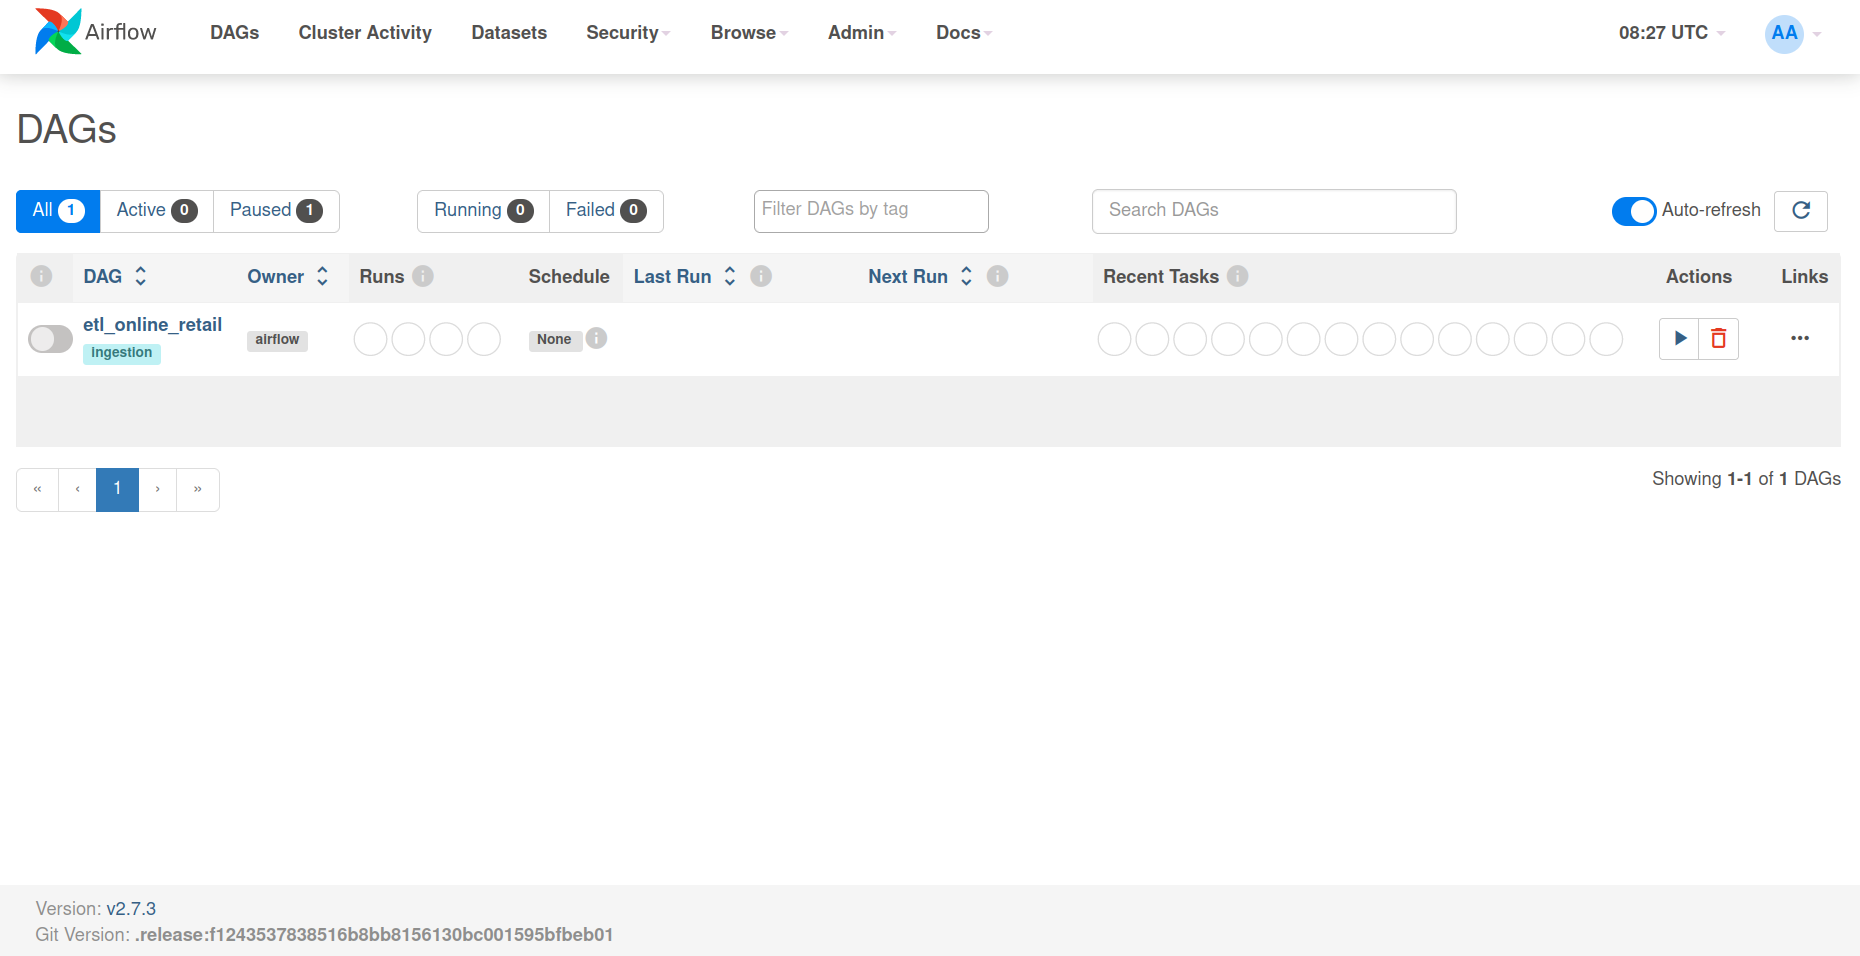 Airflow DAGs Cluster Activity Datasets Security Browse Admin Docs 08:27 UTC AA
DAGs
All 1 Active 0 Paused 1 Running 0 Failed 0 Filter DAGs by tag Search DAGs Auto-refresh
i DAG Owner Runs i Schedule Last Run i Next Run i Recent Tasks i Actions Links
etl_online_retail airflow None i •••
ingestion
« ‹ 1 › » Showing 1-1 of 1 DAGs
Version: v2.7.3
Git Version: .release:f1243537838516b8bb8156130bc001595bfbeb01